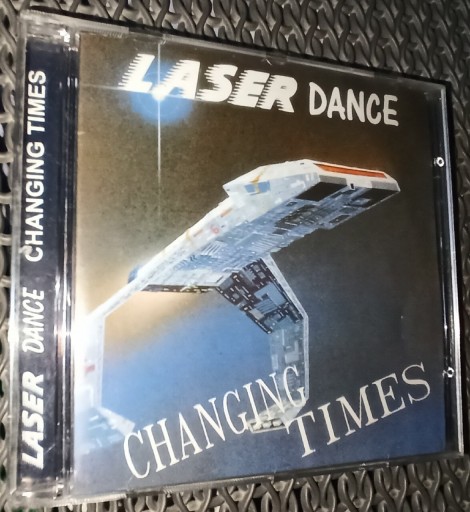 LASER DANCE
CHANGING
TIMES
LASER DANCE CHANGING TIMES